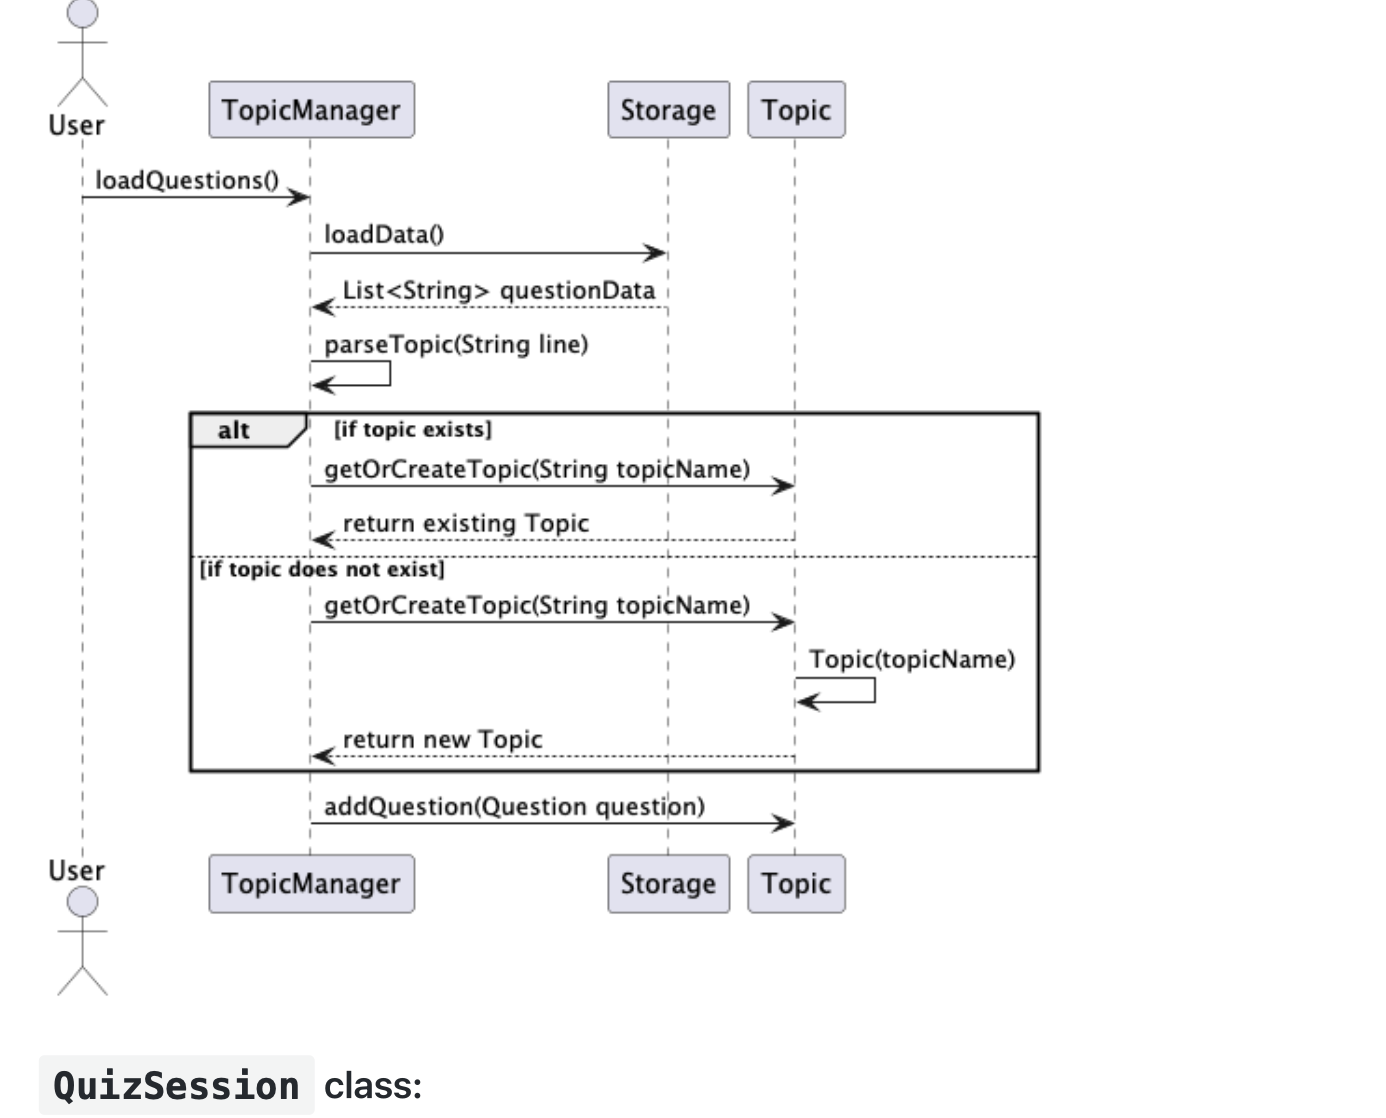 User
TopicManager
Storage
Topic
loadQuestions()
loadData()
List<String> questionData
parseTopic(String line)
alt
[if topic exists]
getOrCreateTopic(String topicName)
return existing Topic
[if topic does not exist]
getOrCreateTopic(String topicName)
Topic(topicName)
return new Topic
addQuestion(Question question)
User
TopicManager
Storage
Topic
QuizSession class: